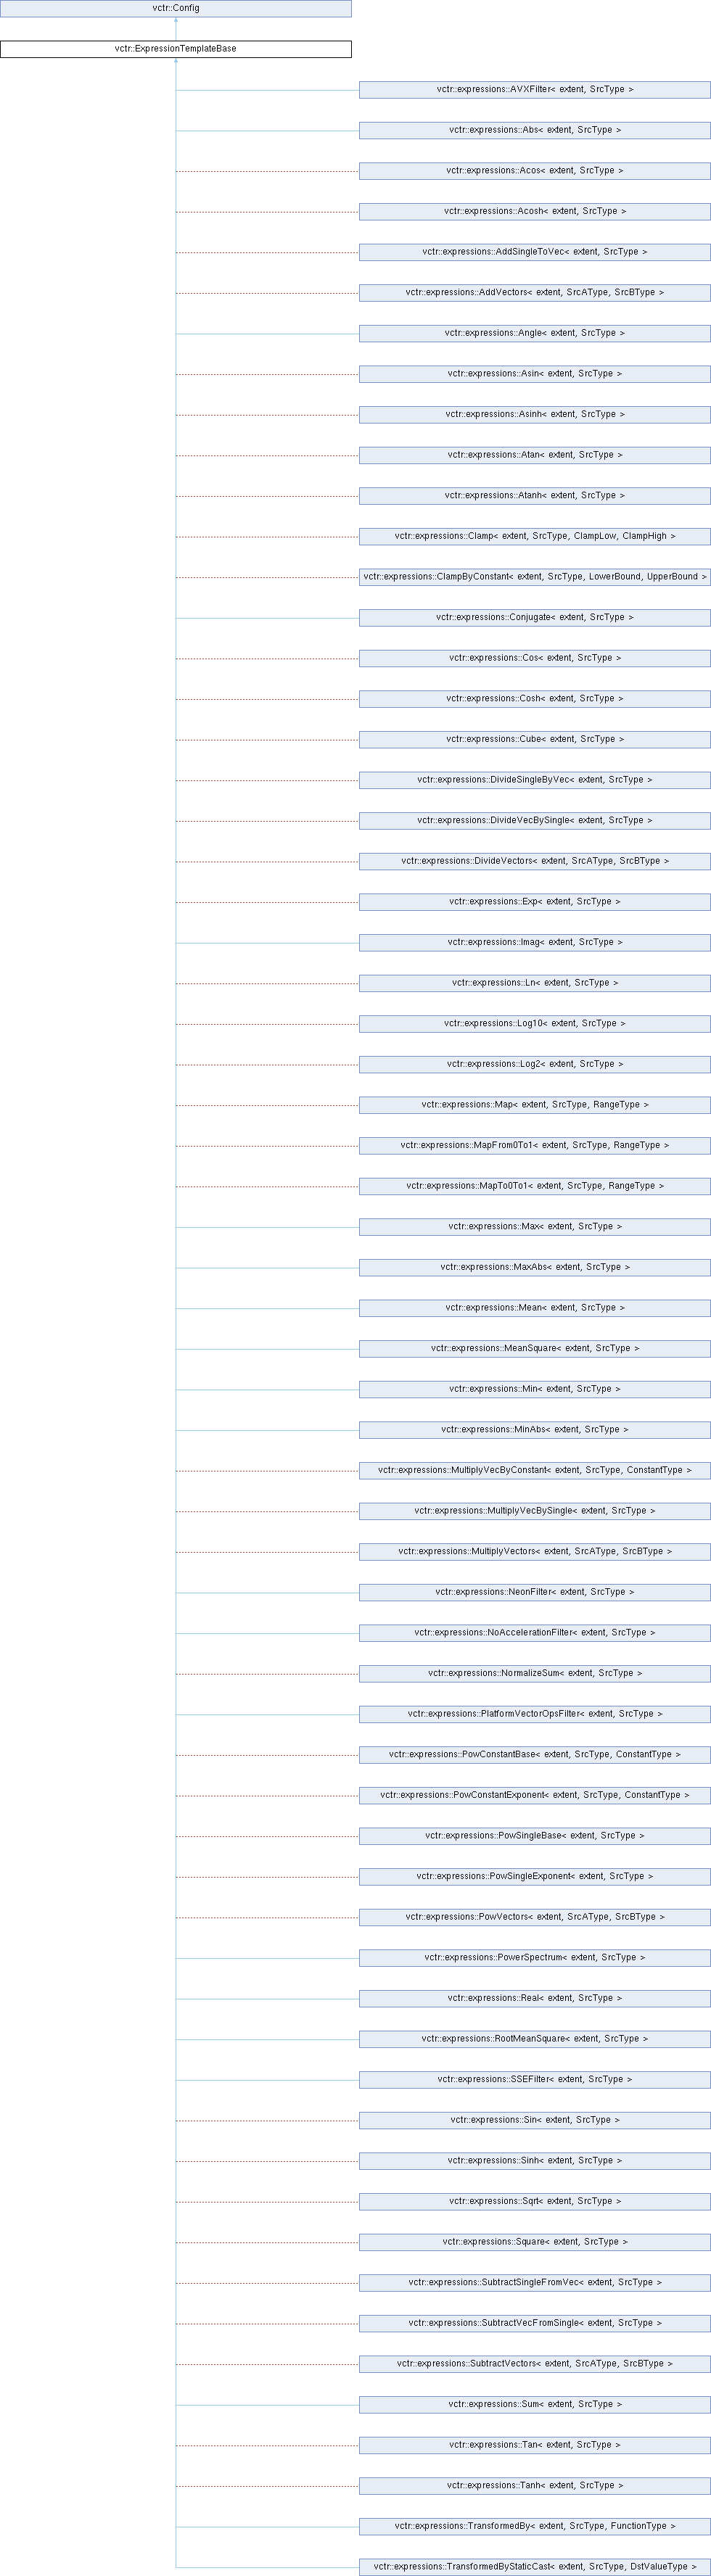 vctr::Config
vctr::ExpressionTemplateBase
vctr::expressions::AVXFilter< extent, SrcType >
vctr::expressions::Abs< extent, SrcType >
vctr::expressions::Acos< extent, SrcType >
vctr::expressions::Acosh< extent, SrcType >
vctr::expressions::AddSingleToVec< extent, SrcType >
vctr::expressions::AddVectors< extent, SrcAType, SrcBType >
vctr::expressions::Angle< extent, SrcType >
vctr::expressions::Asin< extent, SrcType >
vctr::expressions::Asinh< extent, SrcType >
vctr::expressions::Atan< extent, SrcType >
vctr::expressions::Atanh< extent, SrcType >
vctr::expressions::Clamp< extent, SrcType, ClampLow, ClampHigh >
vctr::expressions::ClampByConstant< extent, SrcType, LowerBound, UpperBound >
vctr::expressions::Conjugate< extent, SrcType >
vctr::expressions::Cos< extent, SrcType >
vctr::expressions::Cosh< extent, SrcType >
vctr::expressions::Cube< extent, SrcType >
vctr::expressions::DivideSingleByVec< extent, SrcType >
vctr::expressions::DivideVecBySingle< extent, SrcType >
vctr::expressions::DivideVectors< extent, SrcAType, SrcBType >
vctr::expressions::Exp< extent, SrcType >
vctr::expressions::Imag< extent, SrcType >
vctr::expressions::Ln< extent, SrcType >
vctr::expressions::Log10< extent, SrcType >
vctr::expressions::Log2< extent, SrcType >
vctr::expressions::Map< extent, SrcType, RangeType >
vctr::expressions::MapFrom0To1< extent, SrcType, RangeType >
vctr::expressions::MapTo0To1< extent, SrcType, RangeType >
vctr::expressions::Max< extent, SrcType >
vctr::expressions::MaxAbs< extent, SrcType >
vctr::expressions::Mean< extent, SrcType >
vctr::expressions::MeanSquare< extent, SrcType >
vctr::expressions::Min< extent, SrcType >
vctr::expressions::MinAbs< extent, SrcType >
vctr::expressions::MultiplyVecByConstant< extent, SrcType, ConstantType >
vctr::expressions::MultiplyVecBySingle< extent, SrcType >
vctr::expressions::MultiplyVectors< extent, SrcAType, SrcBType >
vctr::expressions::NeonFilter< extent, SrcType >
vctr::expressions::NoAccelerationFilter< extent, SrcType >
vctr::expressions::NormalizeSum< extent, SrcType >
vctr::expressions::PlatformVectorOpsFilter< extent, SrcType >
vctr::expressions::PowConstantBase< extent, SrcType, ConstantType >
vctr::expressions::PowConstantExponent< extent, SrcType, ConstantType >
vctr::expressions::PowSingleBase< extent, SrcType >
vctr::expressions::PowSingleExponent< extent, SrcType >
vctr::expressions::PowVectors< extent, SrcAType, SrcBType >
vctr::expressions::PowerSpectrum< extent, SrcType >
vctr::expressions::Real< extent, SrcType >
vctr::expressions::RootMeanSquare< extent, SrcType >
vctr::expressions::SSEFilter< extent, SrcType >
vctr::expressions::Sin< extent, SrcType >
vctr::expressions::Sinh< extent, SrcType >
vctr::expressions::Sqrt< extent, SrcType >
vctr::expressions::Square< extent, SrcType >
vctr::expressions::SubtractSingleFromVec< extent, SrcType >
vctr::expressions::SubtractVecFromSingle< extent, SrcType >
vctr::expressions::SubtractVectors< extent, SrcAType, SrcBType >
vctr::expressions::Sum< extent, SrcType >
vctr::expressions::Tan< extent, SrcType >
vctr::expressions::Tanh< extent, SrcType >
vctr::expressions::TransformedBy< extent, SrcType, FunctionType >
vctr::expressions::TransformedByStaticCast< extent, SrcType, DstValueType >